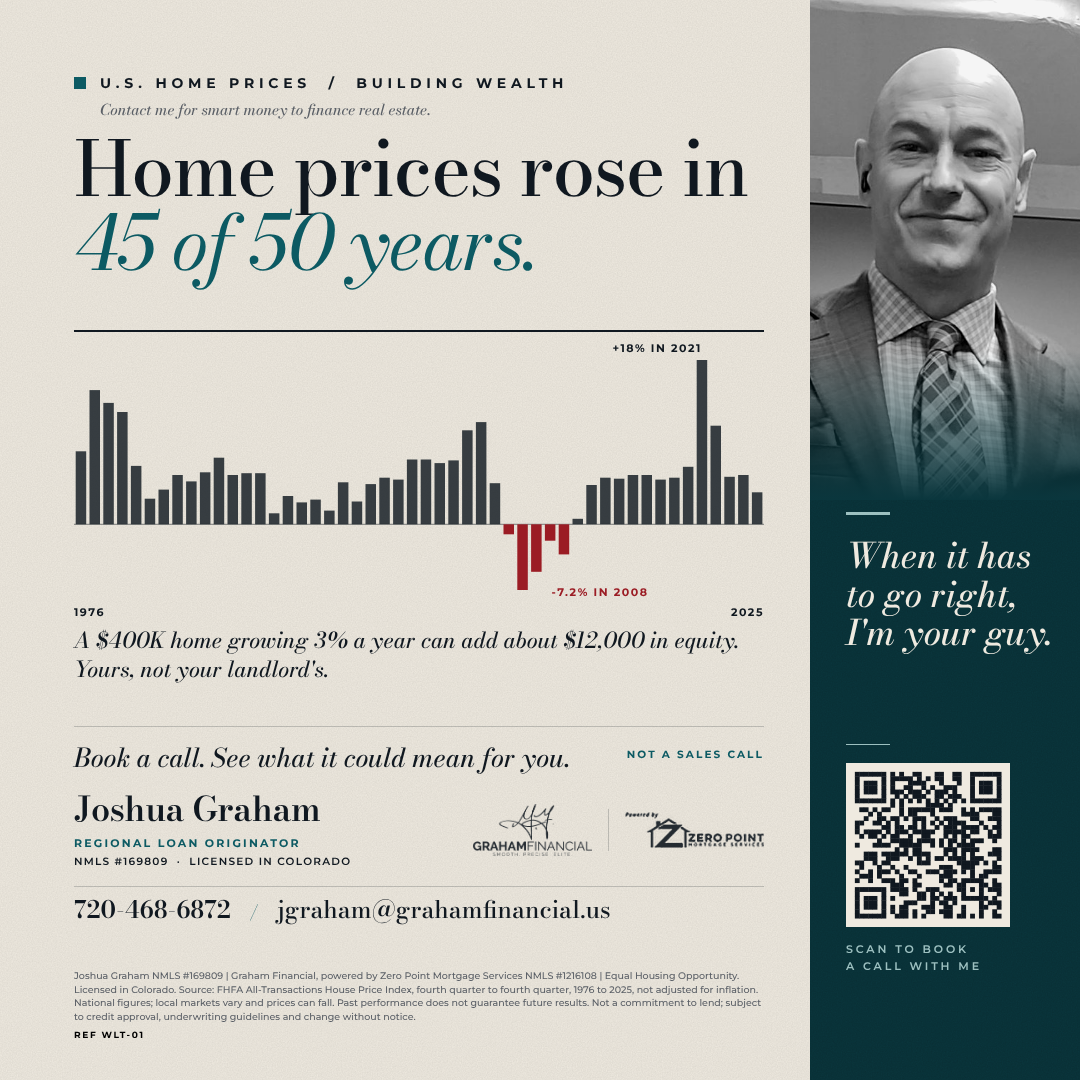 U.S. HOME PRICES / BUILDING WEALTH
Contact me for smart money to finance real estate.
Home prices rose in
45 of 50 years.
+18% IN 2021
-7.2% IN 2008
1976
2025
A $400K home growing 3% a year can add about $12,000 in equity.
Yours, not your landlord's.
Book a call. See what it could mean for you.
NOT A SALES CALL
Joshua Graham
REGIONAL LOAN ORIGINATOR
NMLS #169809 · LICENSED IN COLORADO
GRAHAMFINANCIAL
SMOOTH. PRECISE. ELITE.
Powered by
ZERO POINT
MORTGAGE SERVICES
720-468-6872 / jgraham@grahamfinancial.us
Joshua Graham NMLS #169809 | Graham Financial, powered by Zero Point Mortgage Services NMLS #1216108 | Equal Housing Opportunity.
Licensed in Colorado. Source: FHFA All-Transactions House Price Index, fourth quarter to fourth quarter, 1976 to 2025, not adjusted for inflation.
National figures; local markets vary and prices can fall. Past performance does not guarantee future results. Not a commitment to lend; subject
to credit approval, underwriting guidelines and change without notice.
REF WLT-01
When it has
to go right,
I'm your guy.
SCAN TO BOOK
A CALL WITH ME